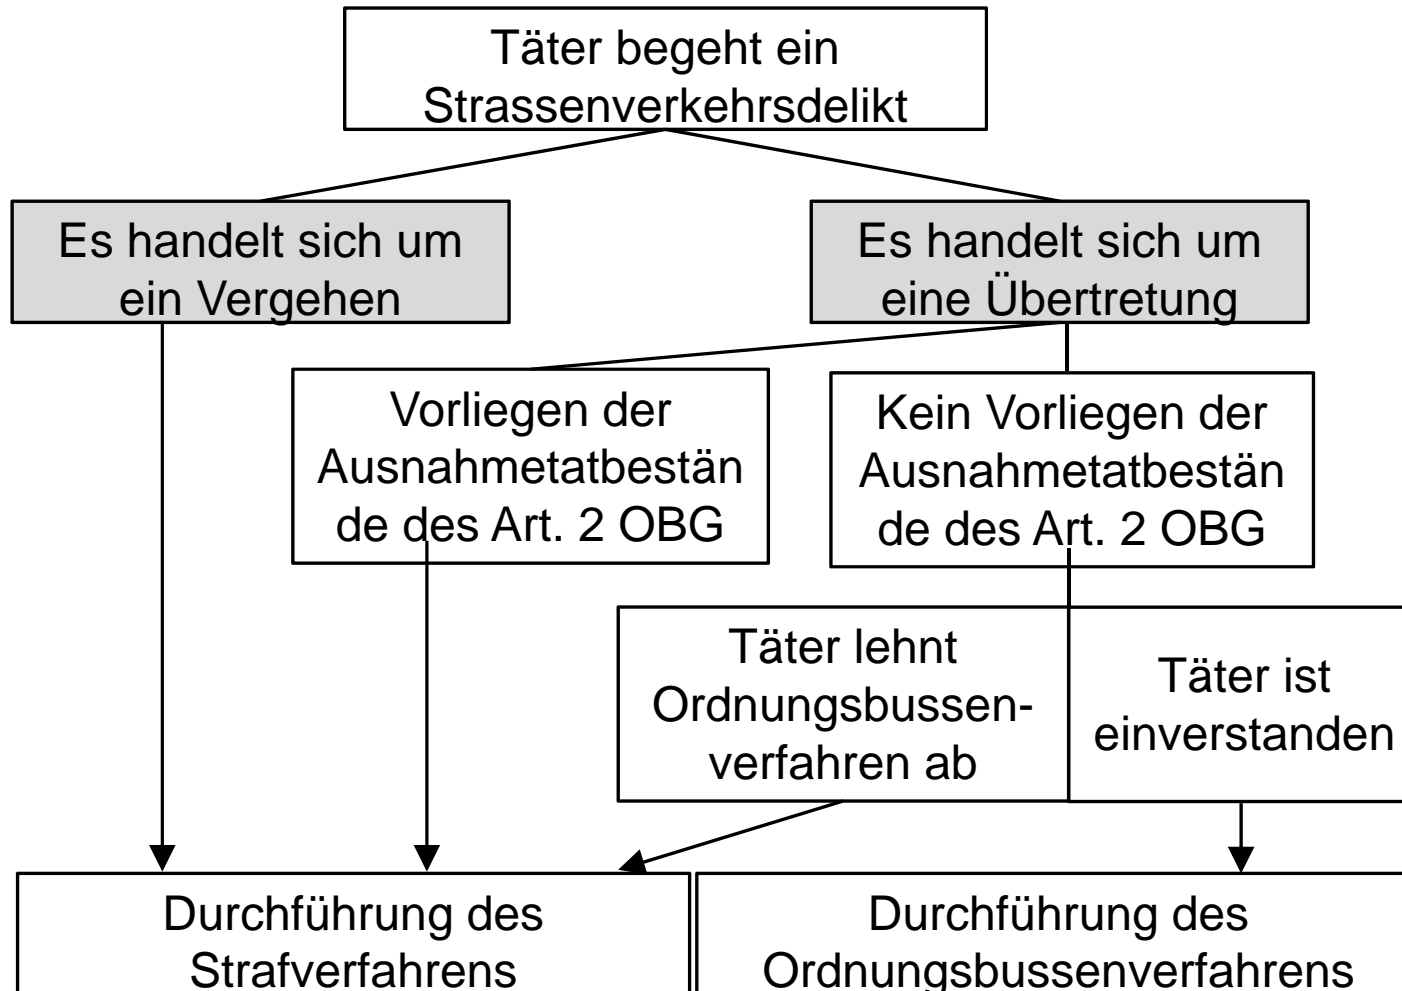 Täter begeht ein
Strassenverkehrsdelikt
Es handelt sich um
ein Vergehen
Es handelt sich um
eine Übertretung
Vorliegen der
Ausnahmetatbestän
de des Art. 2 OBG
Kein Vorliegen der
Ausnahmetatbestän
de des Art. 2 OBG
Täter lehnt
Ordnungsbussen-
verfahren ab
Täter ist
einverstanden
Durchführung des
Strafverfahrens
Durchführung des
Ordnungsbussenverfahrens